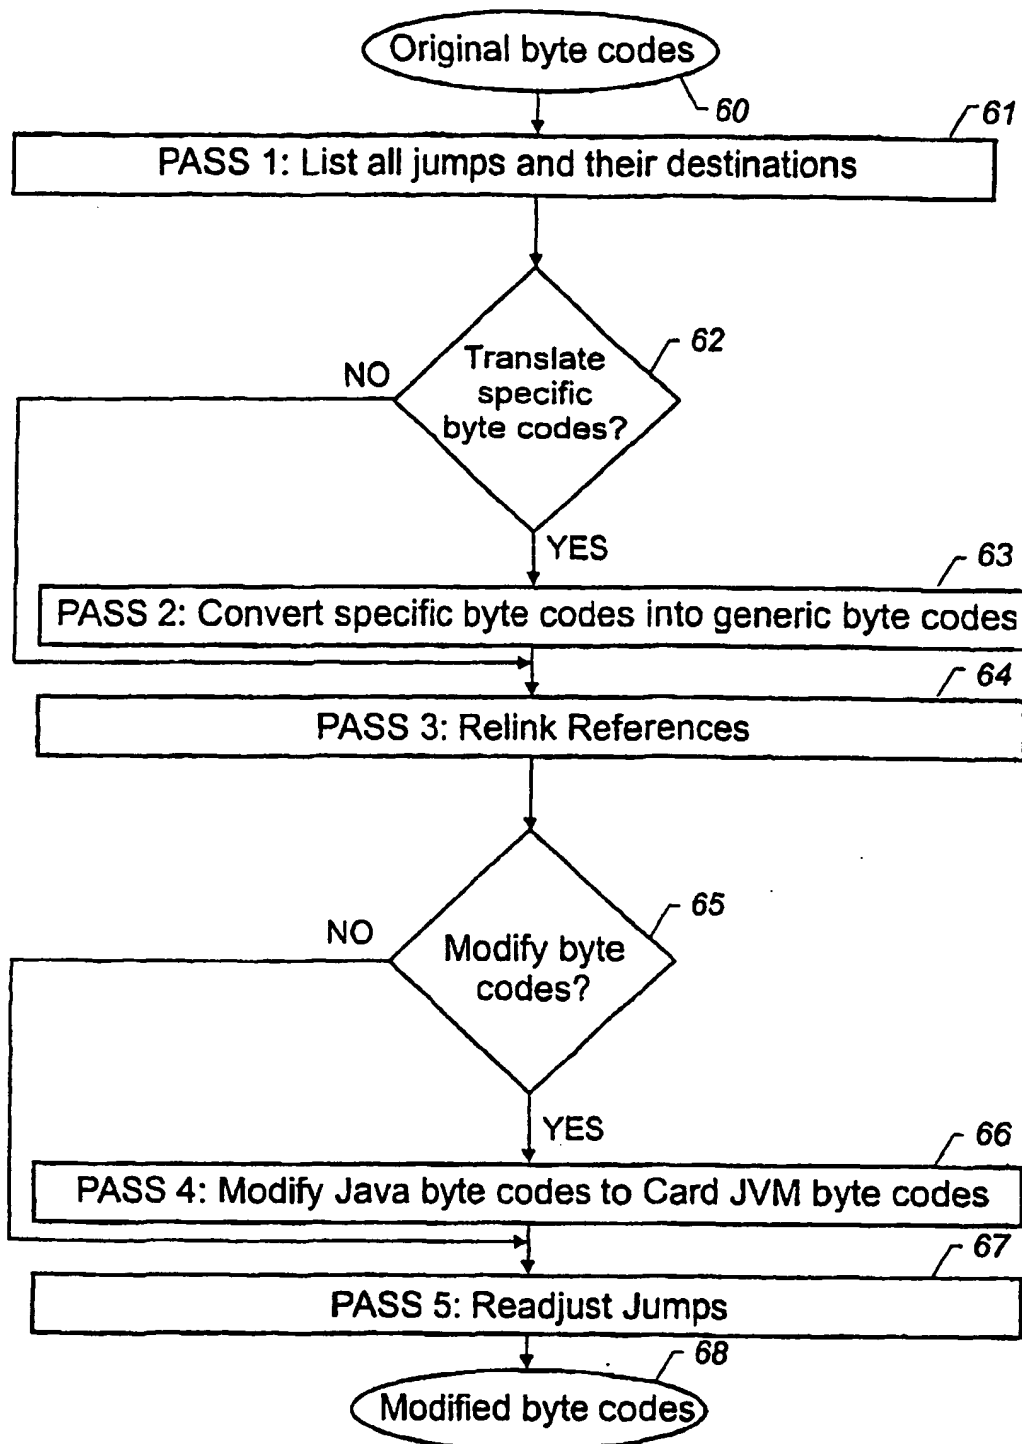 Original byte codes
60
61
PASS 1: List all jumps and their destinations
62
Translate
specific
byte codes?
NO
YES
63
PASS 2: Convert specific byte codes into generic byte codes
64
PASS 3: Relink References
65
NO
Modify byte
codes?
YES
66
PASS 4: Modify Java byte codes to Card JVM byte codes
67
PASS 5: Readjust Jumps
68
Modified byte codes